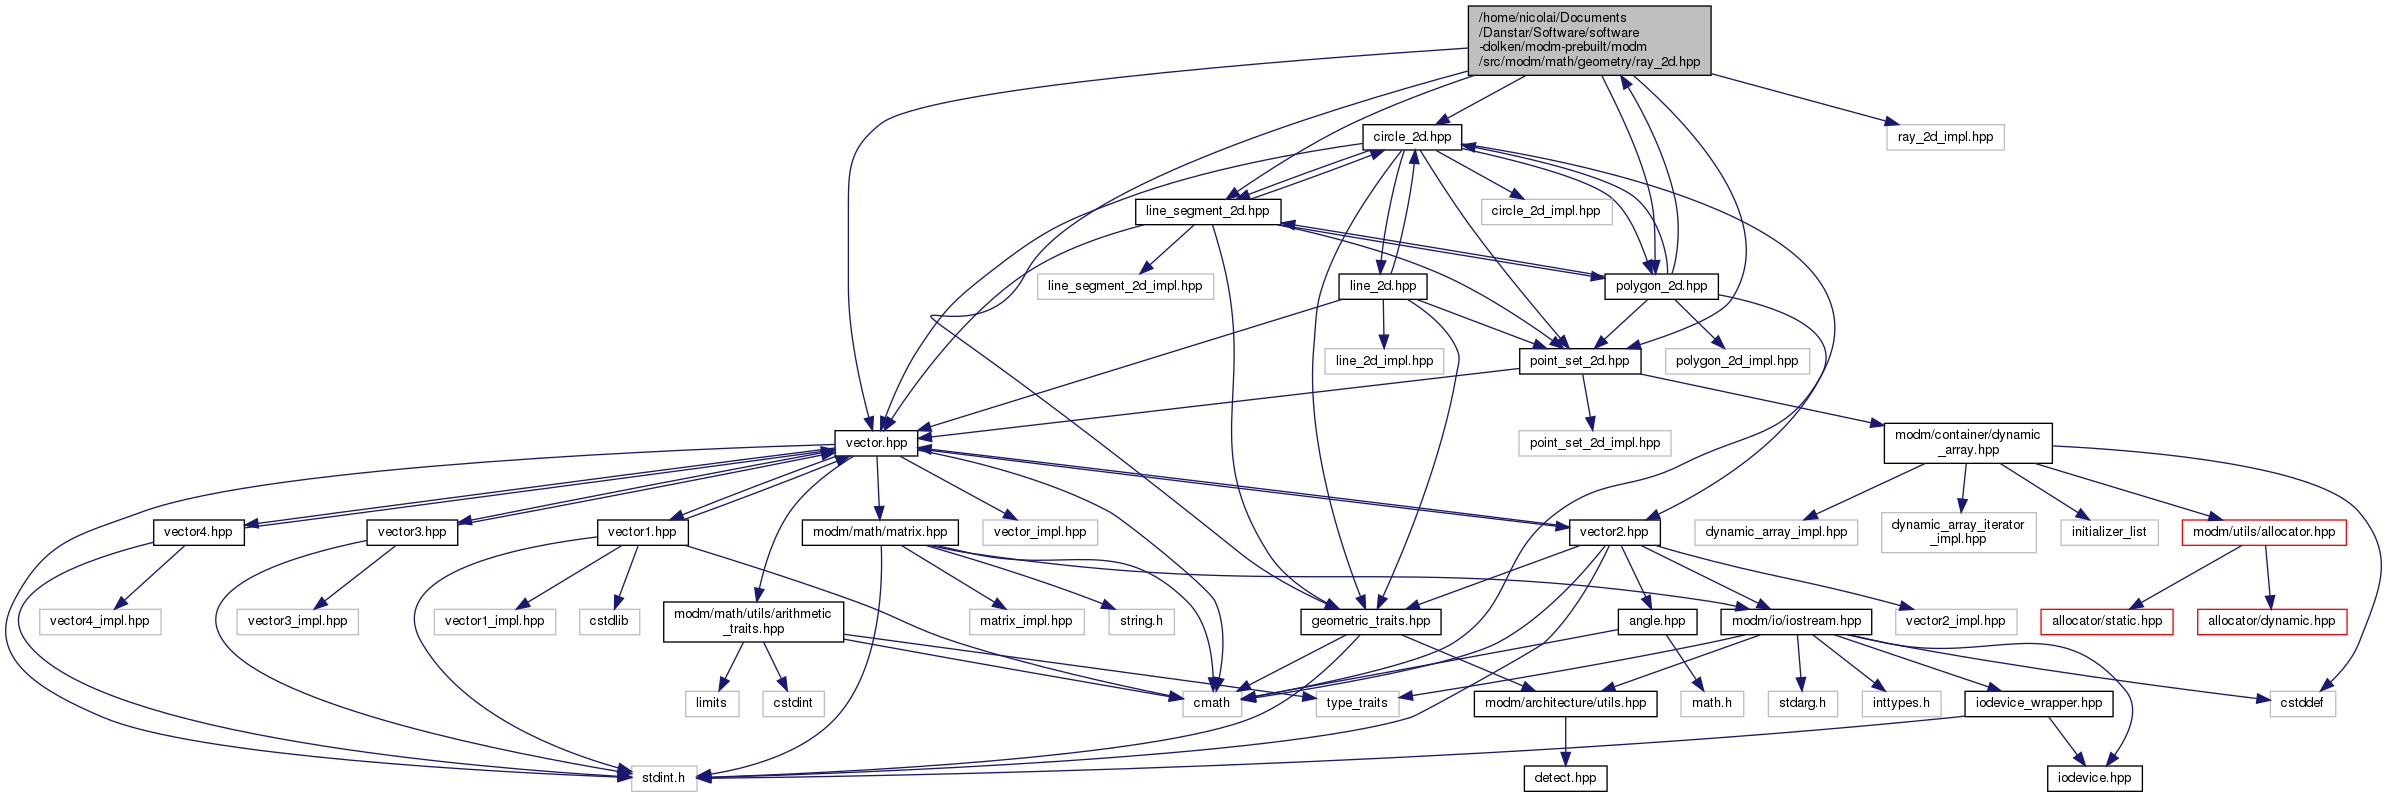 /home/nicolai/Documents
/Danstar/Software/software
-dolken/modm-prebuilt/modm
/src/modm/math/geometry/ray_2d.hpp
circle_2d.hpp
ray_2d_impl.hpp
line_segment_2d.hpp
circle_2d_impl.hpp
line_segment_2d_impl.hpp
line_2d.hpp
polygon_2d.hpp
line_2d_impl.hpp
point_set_2d.hpp
polygon_2d_impl.hpp
vector.hpp
point_set_2d_impl.hpp
modm/container/dynamic
_array.hpp
vector4.hpp
vector3.hpp
vector1.hpp
modm/math/matrix.hpp
vector_impl.hpp
vector2.hpp
dynamic_array_impl.hpp
dynamic_array_iterator
_impl.hpp
initializer_list
modm/utils/allocator.hpp
vector4_impl.hpp
vector3_impl.hpp
vector1_impl.hpp
cstdlib
modm/math/utils/arithmetic
_traits.hpp
matrix_impl.hpp
string.h
geometric_traits.hpp
angle.hpp
modm/io/iostream.hpp
vector2_impl.hpp
allocator/static.hpp
allocator/dynamic.hpp
limits
cstdint
cmath
type_traits
modm/architecture/utils.hpp
math.h
stdarg.h
inttypes.h
iodevice_wrapper.hpp
cstddef
stdint.h
detect.hpp
iodevice.hpp